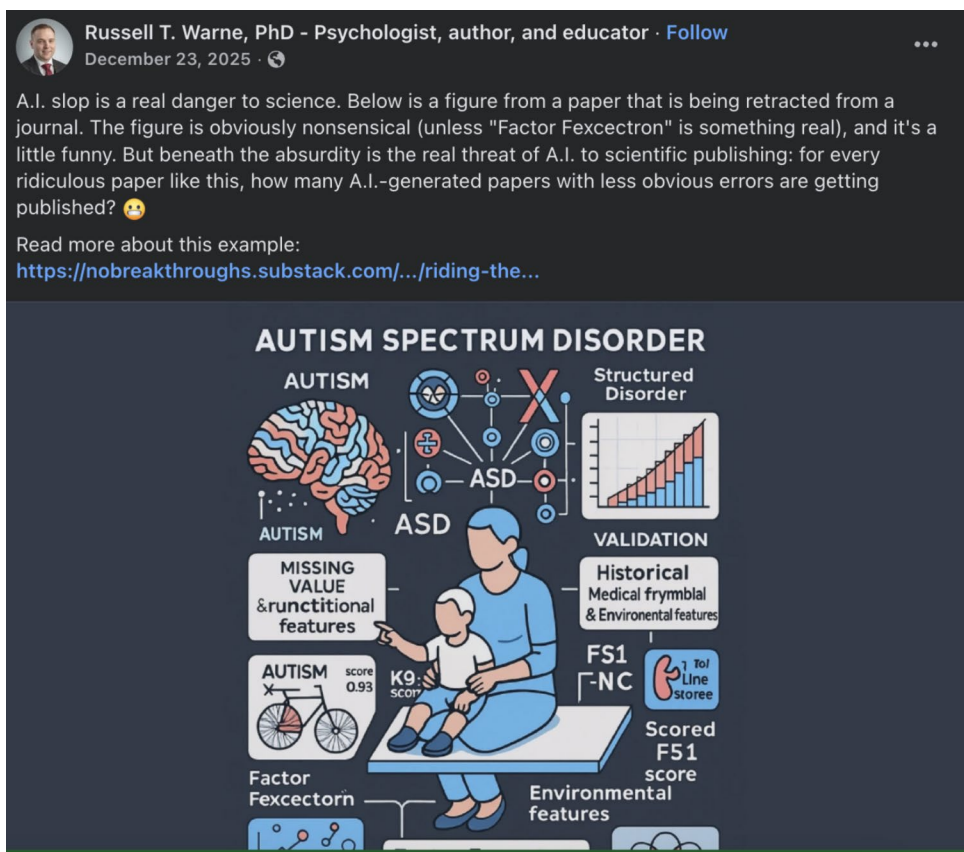 Russell T. Warne, PhD - Psychologist, author, and educator · Follow
December 23, 2025 ·
A.I. slop is a real danger to science. Below is a figure from a paper that is being retracted from a
journal. The figure is obviously nonsensical (unless "Factor Fexcectron" is something real), and it's a
little funny. But beneath the absurdity is the real threat of A.I. to scientific publishing: for every
ridiculous paper like this, how many A.I.-generated papers with less obvious errors are getting
published? 😬
Read more about this example:
https://nobreakthroughs.substack.com/.../riding-the...
AUTISM SPECTRUM DISORDER
AUTISM
Structured
Disorder
ASD
ASD
AUTISM
VALIDATION
MISSING
VALUE
&runctitional
features
Historical
Medical frymblal
& Environental features
AUTISM
score
0.93
K9:
scor
FS1
-NC
1 Tol
Line
storee
Scored
F51
score
Factor
Fexcectorn
Environmental
features